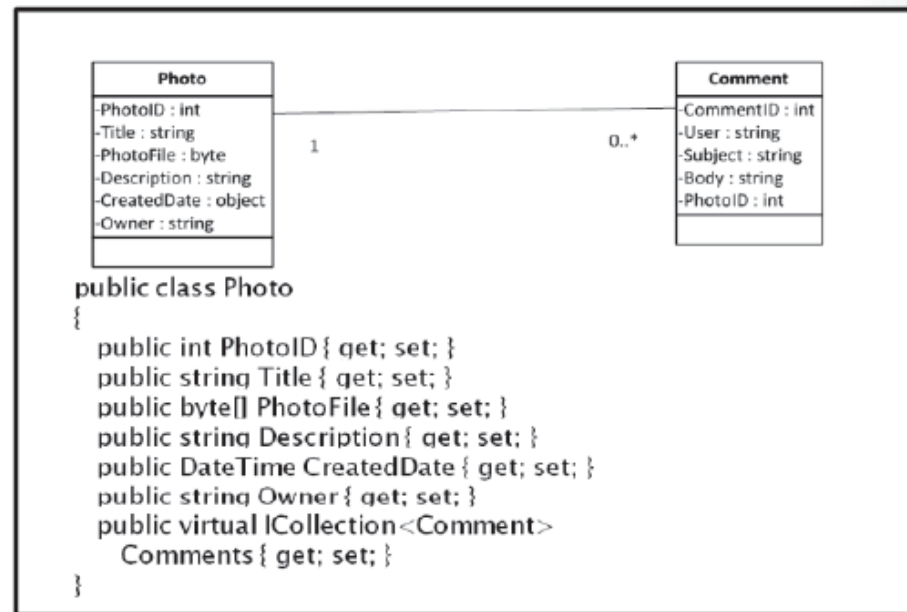 Photo
-PhotoID : int
-Title : string
-PhotoFile : byte
-Description : string
-CreatedDate : object
-Owner : string
1
0..*
Comment
-CommentID : int
-User : string
-Subject : string
-Body : string
-PhotoID : int
public class Photo
{
public int PhotoID { get; set; }
public string Title { get; set; }
public byte[] PhotoFile { get; set; }
public string Description { get; set; }
public DateTime CreatedDate { get; set; }
public string Owner { get; set; }
public virtual ICollection<Comment>
Comments { get; set; }
}